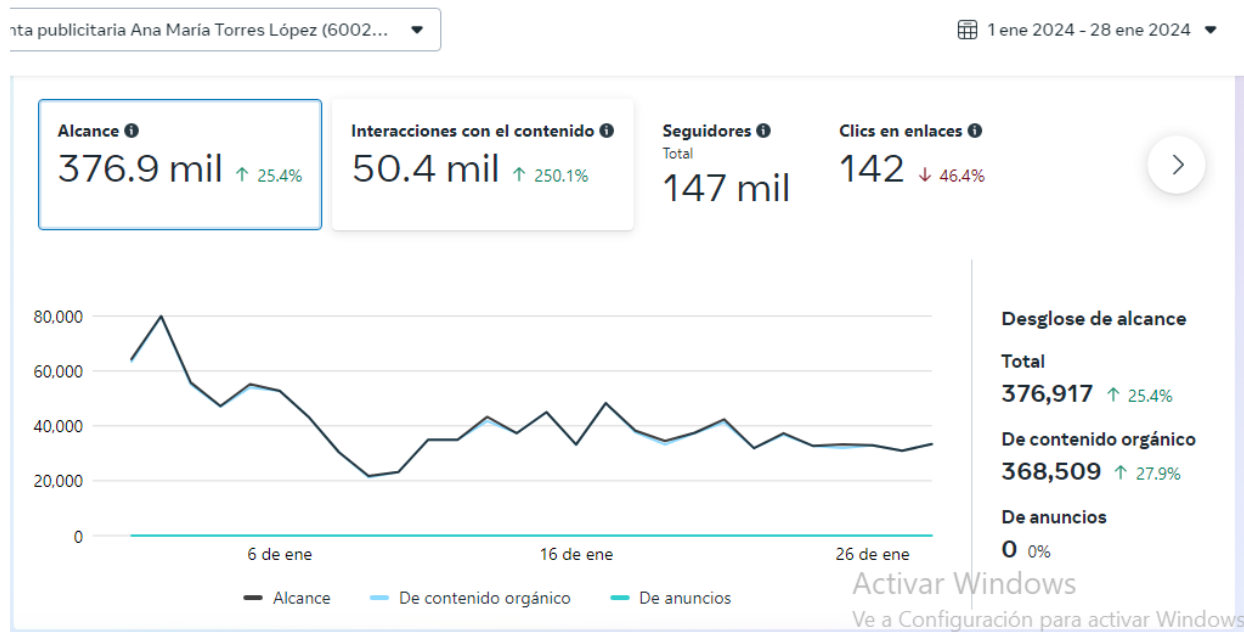 nta publicitaria Ana María Torres López (6002...
1 ene 2024 - 28 ene 2024
Alcance
376.9 mil ↑ 25.4%
Interacciones con el contenido
50.4 mil ↑ 250.1%
Seguidores
Total
147 mil
Clics en enlaces
142 ↓ 46.4%
80,000
60,000
40,000
20,000
0
6 de ene
16 de ene
26 de ene
Alcance
De contenido orgánico
De anuncios
Desglose de alcance
Total
376,917 ↑ 25.4%
De contenido orgánico
368,509 ↑ 27.9%
De anuncios
0 0%
Activar Windows
Ve a Configuración para activar Windows